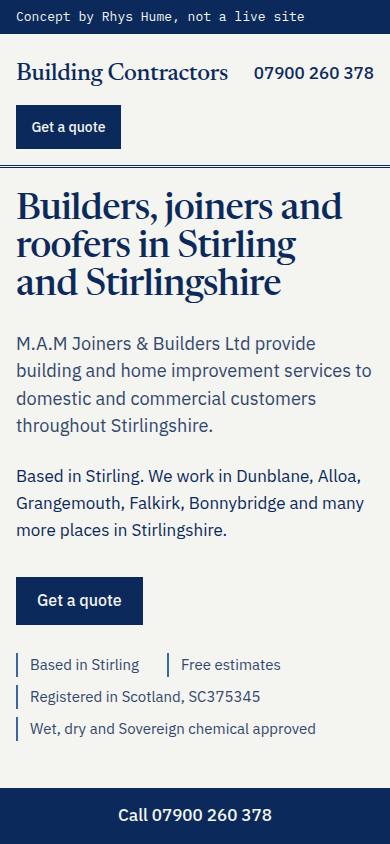 Concept by Rhys Hume, not a live site
Building Contractors
07900 260 378
Get a quote
Builders, joiners and
roofers in Stirling
and Stirlingshire
M.A.M Joiners & Builders Ltd provide
building and home improvement services to
domestic and commercial customers
throughout Stirlingshire.
Based in Stirling. We work in Dunblane, Alloa,
Grangemouth, Falkirk, Bonnybridge and many
more places in Stirlingshire.
Get a quote
Based in Stirling
Free estimates
Registered in Scotland, SC375345
Wet, dry and Sovereign chemical approved
Call 07900 260 378